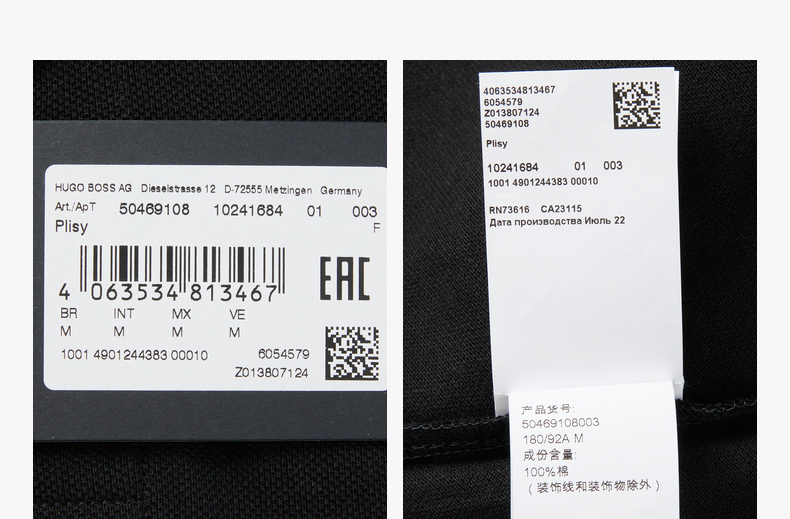 HUGO BOSS AG Dieselstrasse 12 D-72555 Metzingen Germany
Art./Apт 50469108 10241684 01 003
Plisy F
4 063534 813467
EAC
BR INT MX VE
M M M M
1001 4901244383 00010 6054579
Z013807124
4063534813467
6054579
Z013807124
50469108
Plisy
10241684 01 003
1001 4901244383 00010
RN73616 CA23115
Дата производства Июль 22
产品货号:
50469108003
180/92A M
成份含量:
100%棉
（装饰线和装饰物除外）